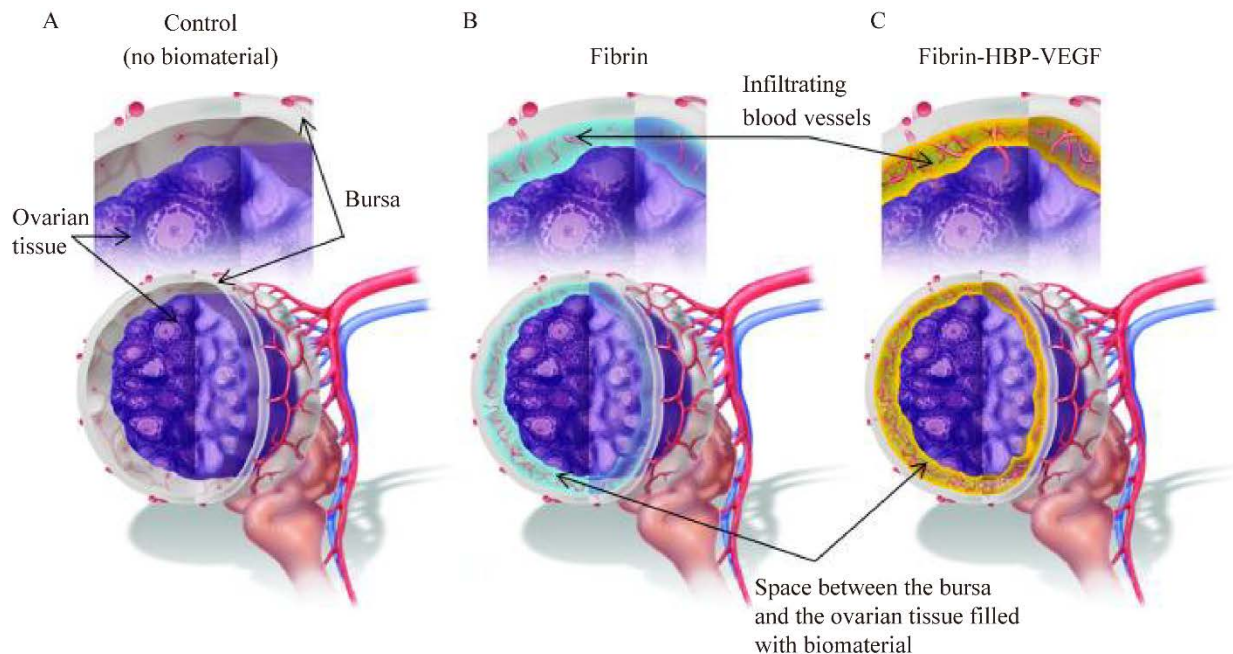 A
Control
(no biomaterial)
B
Fibrin
C
Fibrin-HBP-VEGF
Infiltrating
blood vessels
Bursa
Ovarian
tissue
Space between the bursa
and the ovarian tissue filled
with biomaterial